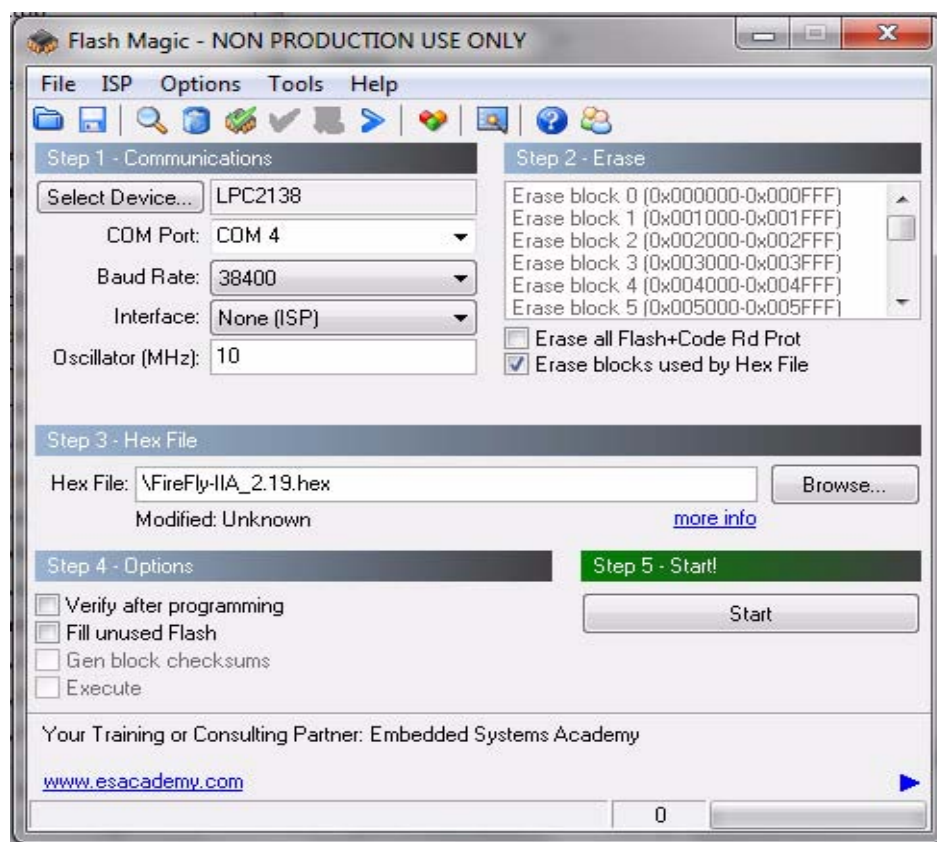 Flash Magic - NON PRODUCTION USE ONLY
File ISP Options Tools Help
Step 1 - Communications
Select Device... LPC2138
COM Port: COM 4
Baud Rate: 38400
Interface: None (ISP)
Oscillator (MHz): 10
Step 2 - Erase
Erase block 0 (0x000000-0x000FFF)
Erase block 1 (0x001000-0x001FFF)
Erase block 2 (0x002000-0x002FFF)
Erase block 3 (0x003000-0x003FFF)
Erase block 4 (0x004000-0x004FFF)
Erase block 5 (0x005000-0x005FFF)
Erase all Flash+Code Rd Prot
Erase blocks used by Hex File
Step 3 - Hex File
Hex File: \FireFly-IIA_2.19.hex Browse...
Modified: Unknown more info
Step 4 - Options
Verify after programming
Fill unused Flash
Gen block checksums
Execute
Step 5 - Start!
Start
Your Training or Consulting Partner: Embedded Systems Academy
www.esacademy.com
0